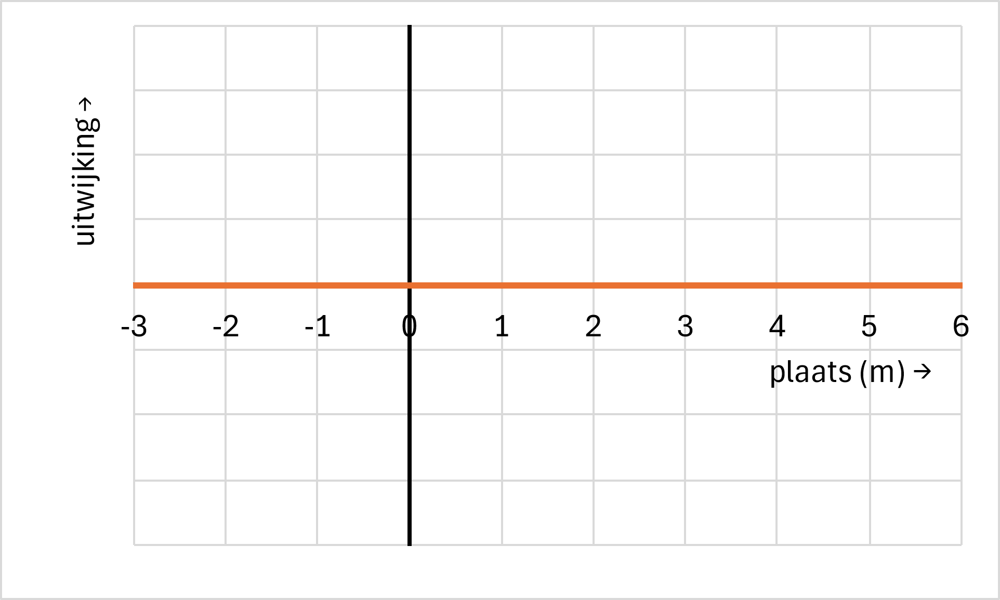 uitwijking →
-3 -2 -1 0 1 2 3 4 5 6
plaats (m) →